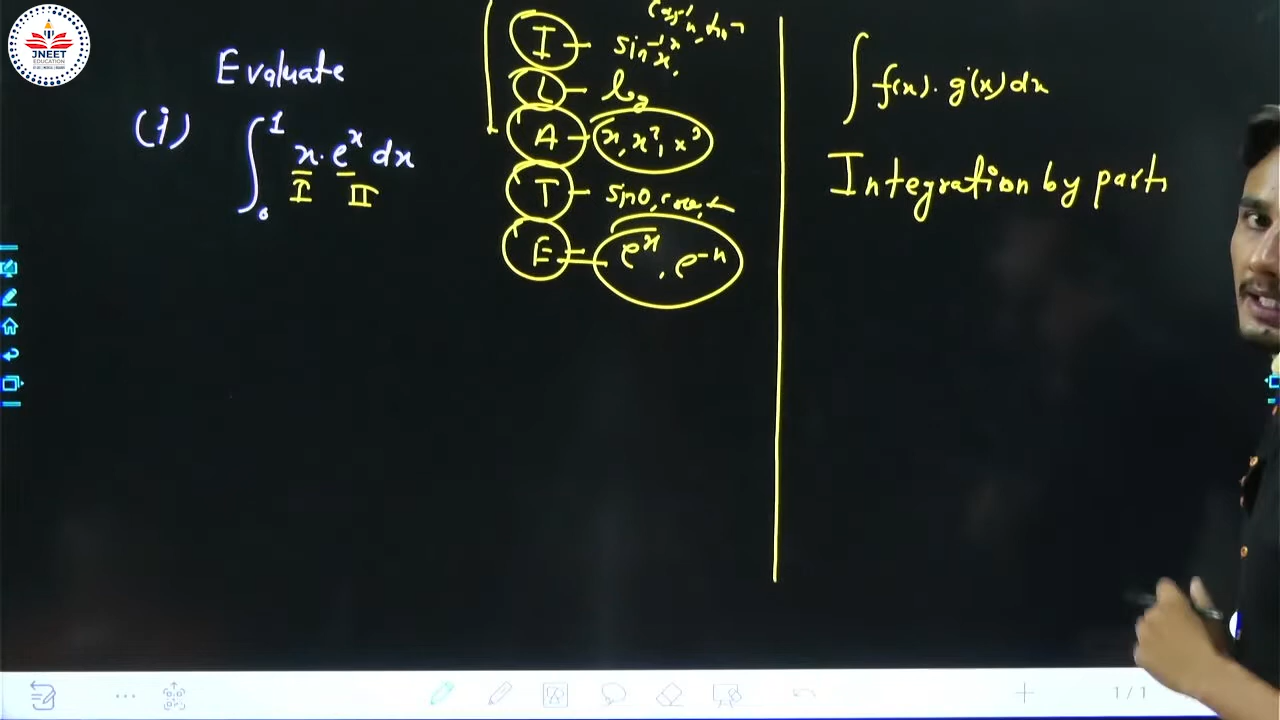 JNEET
EDUCATION
Evaluate
(i) ∫₀¹ x· eˣ dx
I II
I – sin⁻¹x
L – log
A – x, x², x³
T – sinθ, cosθ,
E = eˣ, e⁻ˣ
∫ f(x) · g(x) dx
Integration by parts
1 / 1